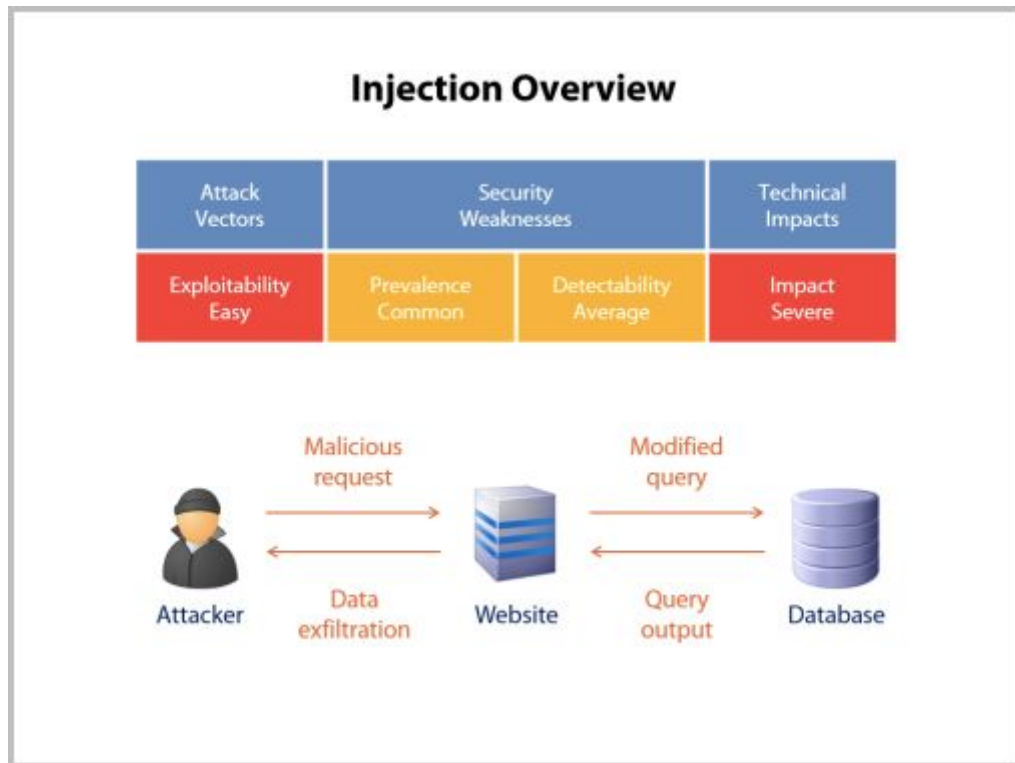 Injection Overview
Attack
Vectors
Security
Weaknesses
Technical
Impacts
Exploitability
Easy
Prevalence
Common
Detectability
Average
Impact
Severe
Malicious
request
Modified
query
Attacker
Data
exfiltration
Website
Query
output
Database